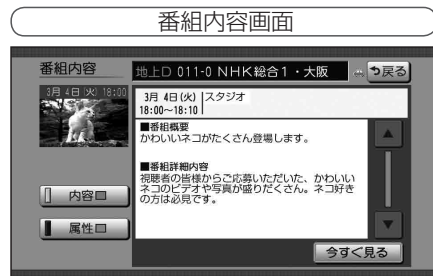 番組内容画面
番組内容
地上D 011-0 NHK総合1・大阪
戻る
3月 4日(火) 18:00
3月 4日(火)
18:00~18:10
スタジオ
■番組概要
かわいいネコがたくさん登場します。
■番組詳細内容
視聴者の皆様からご応募いただいた、かわいい
ネコのビデオや写真が盛りだくさん。ネコ好き
の方は必見です。
内容□
属性□
今すぐ見る